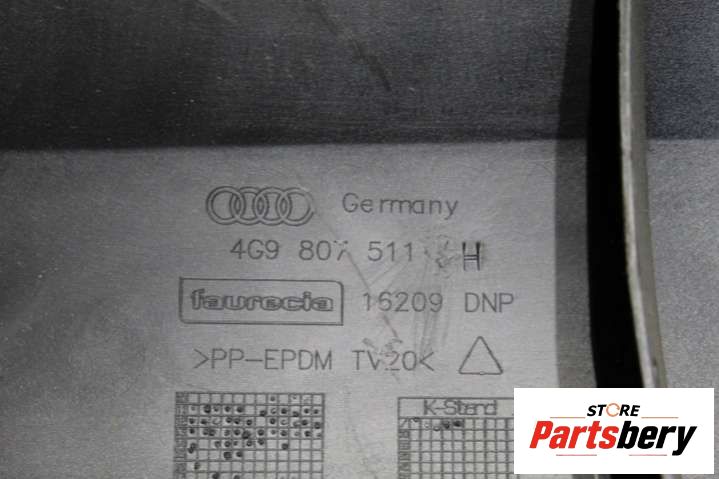 Germany
4G9 807 511 H
faurecia 16209 DNP
>PP-EPDM TV20<
K-Stand
STORE
Partsbery